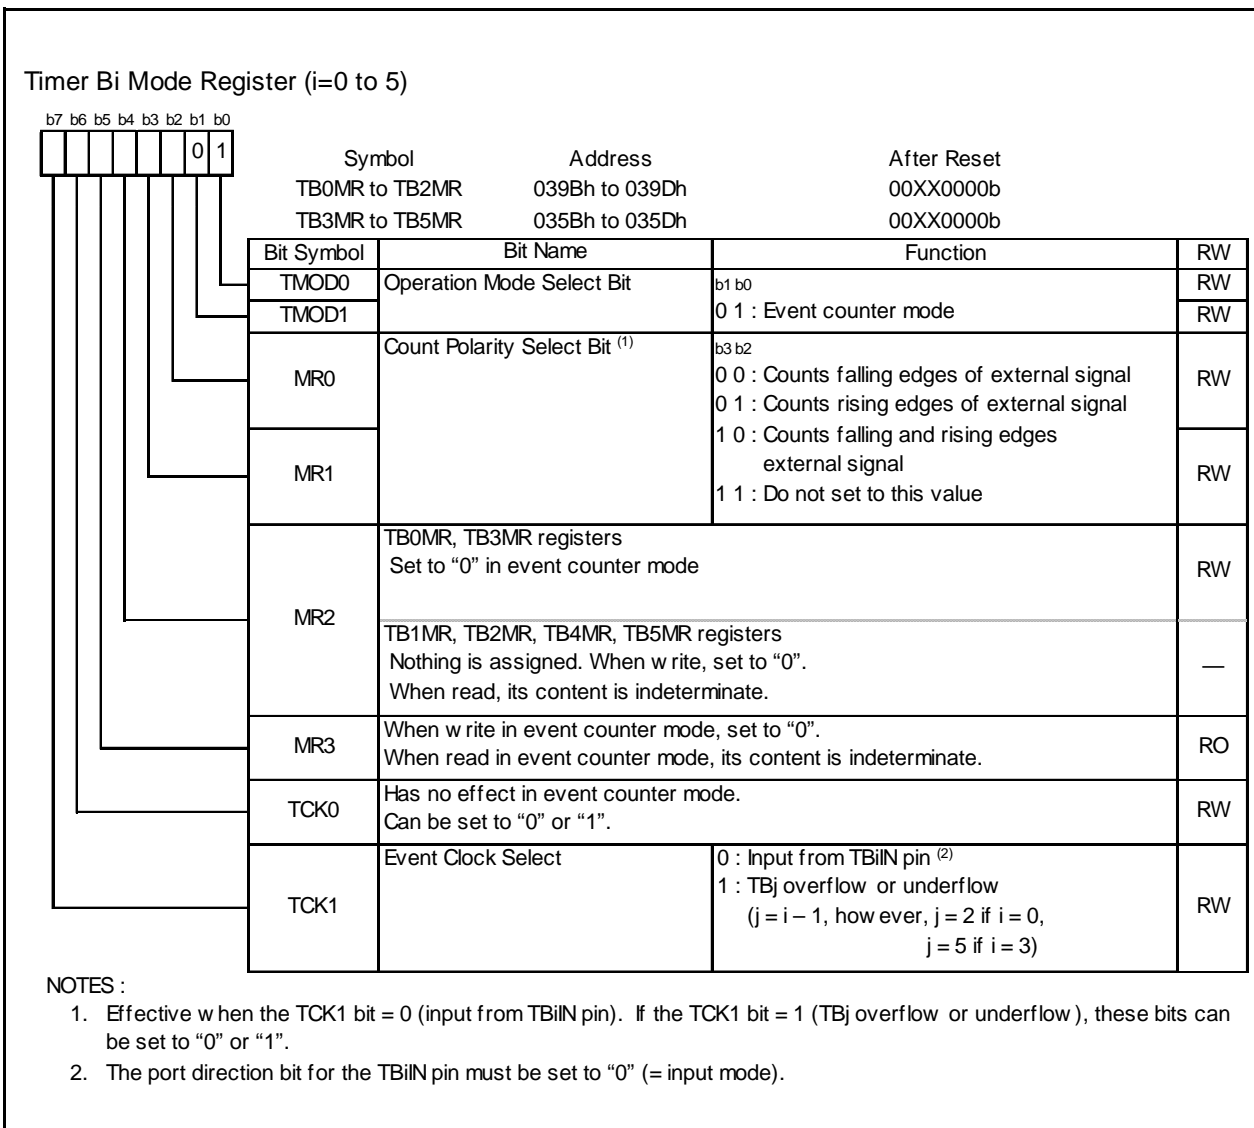 Timer Bi Mode Register (i=0 to 5)
b7 b6 b5 b4 b3 b2 b1 b0
0 1
Symbol Address After Reset
TB0MR to TB2MR 039Bh to 039Dh 00XX0000b
TB3MR to TB5MR 035Bh to 035Dh 00XX0000b
Bit Symbol Bit Name Function RW
TMOD0 Operation Mode Select Bit b1 b0 RW
TMOD1 0 1 : Event counter mode RW
Count Polarity Select Bit (1) b3 b2
MR0 0 0 : Counts falling edges of external signal RW
0 1 : Counts rising edges of external signal
1 0 : Counts falling and rising edges
MR1 external signal RW
1 1 : Do not set to this value
TB0MR, TB3MR registers
Set to “0” in event counter mode RW
MR2
TB1MR, TB2MR, TB4MR, TB5MR registers
Nothing is assigned. When write, set to “0”. —
When read, its content is indeterminate.
MR3 When write in event counter mode, set to “0”. RO
When read in event counter mode, its content is indeterminate.
TCK0 Has no effect in event counter mode. RW
Can be set to “0” or “1”.
Event Clock Select 0 : Input from TBiIN pin (2)
1 : TBj overflow or underflow
TCK1 (j = i – 1, however, j = 2 if i = 0, RW
j = 5 if i = 3)
NOTES :
1. Effective when the TCK1 bit = 0 (input from TBiIN pin). If the TCK1 bit = 1 (TBj overflow or underflow), these bits can
be set to “0” or “1”.
2. The port direction bit for the TBiIN pin must be set to “0” (= input mode).